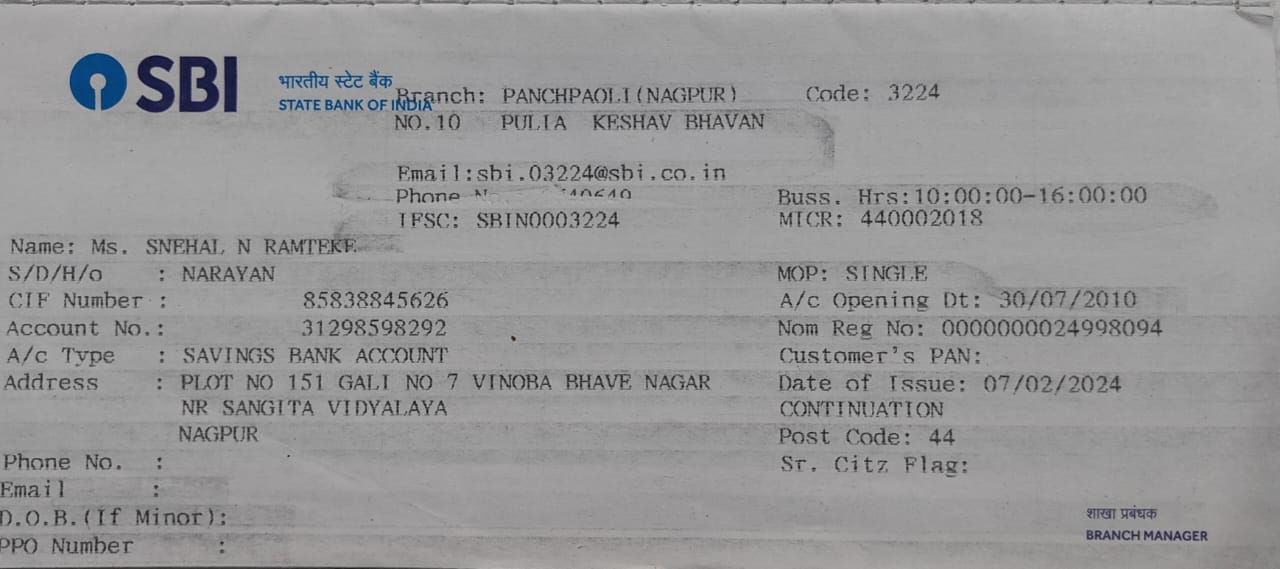 SBI
भारतीय स्टेट बैंक
STATE BANK OF INDIA
Branch: PANCHPAOLI(NAGPUR) Code: 3224
NO.10 PULIA KESHAV BHAVAN
Email:sbi.03224@sbi.co.in
Phone Buss. Hrs:10:00:00-16:00:00
IFSC: SBIN0003224 MICR: 440002018
Name: Ms. SNEHAL N RAMTEKE
S/D/H/o : NARAYAN MOP: SINGLE
CIF Number : 85838845626 A/c Opening Dt: 30/07/2010
Account No.: 31298598292 Nom Reg No: 0000000024998094
A/c Type : SAVINGS BANK ACCOUNT Customer's PAN:
Address : PLOT NO 151 GALI NO 7 VINOBA BHAVE NAGAR Date of Issue: 07/02/2024
NR SANGITA VIDYALAYA CONTINUATION
NAGPUR Post Code: 44
Phone No. : Sr. Citz Flag:
Email :
D.O.B.(If Minor):
PPO Number :
शाखा प्रबंधक
BRANCH MANAGER